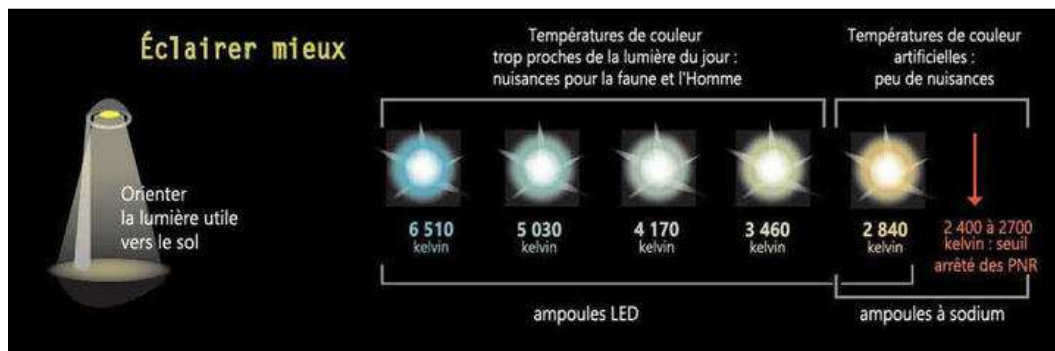 Éclairer mieux
Températures de couleur
trop proches de la lumière du jour :
nuisances pour la faune et l'Homme
Températures de couleur
artificielles :
peu de nuisances
Orienter
la lumière utile
vers le sol
6 510
kelvin
5 030
kelvin
4 170
kelvin
3 460
kelvin
2 840
kelvin
2 400 à 2700
kelvin : seuil
arrêté des PNR
ampoules LED
ampoules à sodium